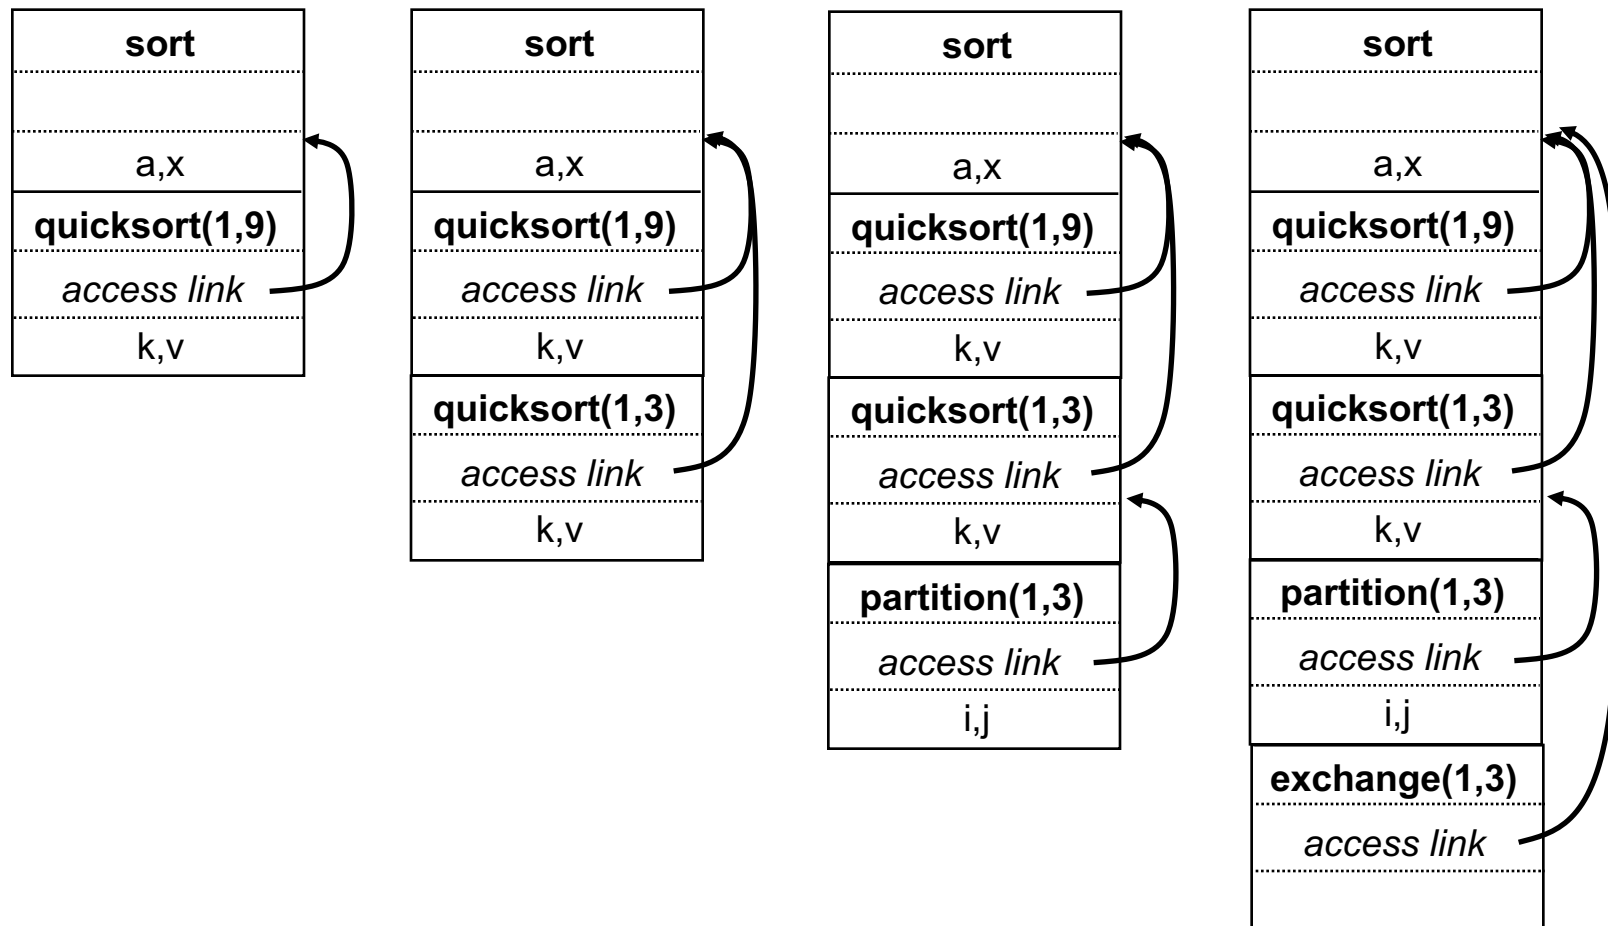 sort
a,x
quicksort(1,9)
access link
k,v
sort
a,x
quicksort(1,9)
access link
k,v
quicksort(1,3)
access link
k,v
sort
a,x
quicksort(1,9)
access link
k,v
quicksort(1,3)
access link
k,v
partition(1,3)
access link
i,j
sort
a,x
quicksort(1,9)
access link
k,v
quicksort(1,3)
access link
k,v
partition(1,3)
access link
i,j
exchange(1,3)
access link